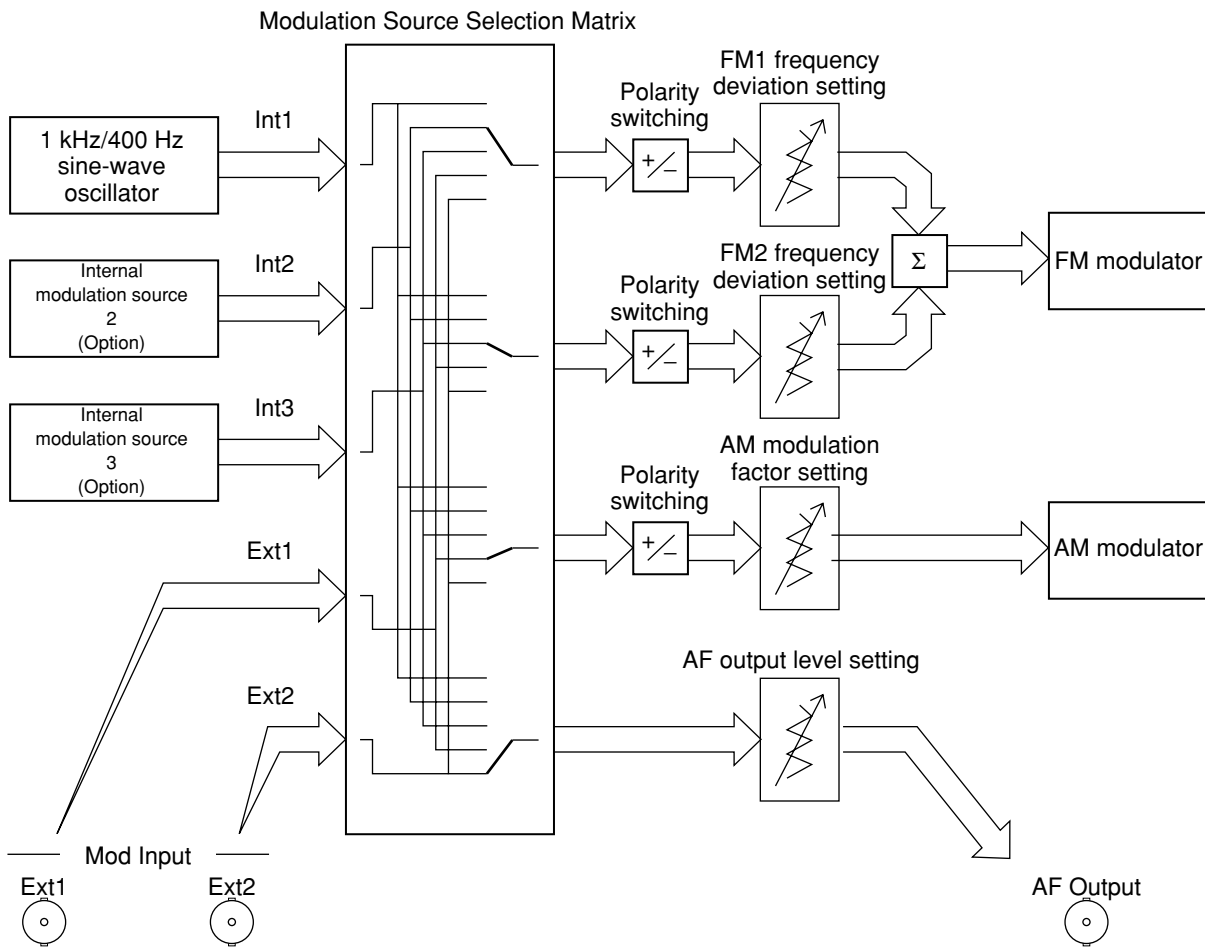 Modulation Source Selection Matrix
FM1 frequency
deviation setting
Polarity
switching
Int1
1 kHz/400 Hz
sine-wave
oscillator
+/−
Σ
FM modulator
FM2 frequency
deviation setting
Int2
Internal
modulation source
2
(Option)
Polarity
switching
+/−
Int3
Internal
modulation source
3
(Option)
AM modulation
factor setting
Polarity
switching
+/−
AM modulator
Ext1
AF output level setting
Ext2
Mod Input
Ext1
Ext2
AF Output